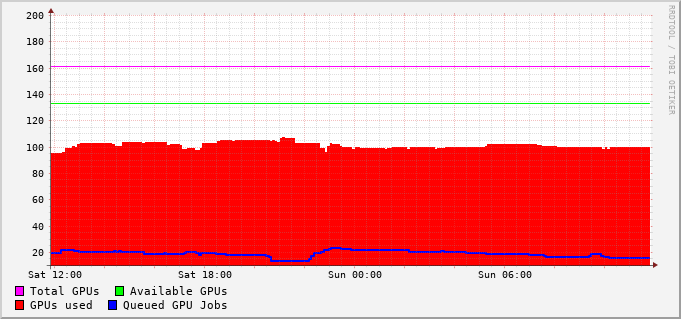 200
180
160
140
120
100
80
60
40
20
Sat 12:00 Sat 18:00 Sun 00:00 Sun 06:00
Total GPUs Available GPUs
GPUs used Queued GPU Jobs
RRDTOOL / TOBI OETIKER